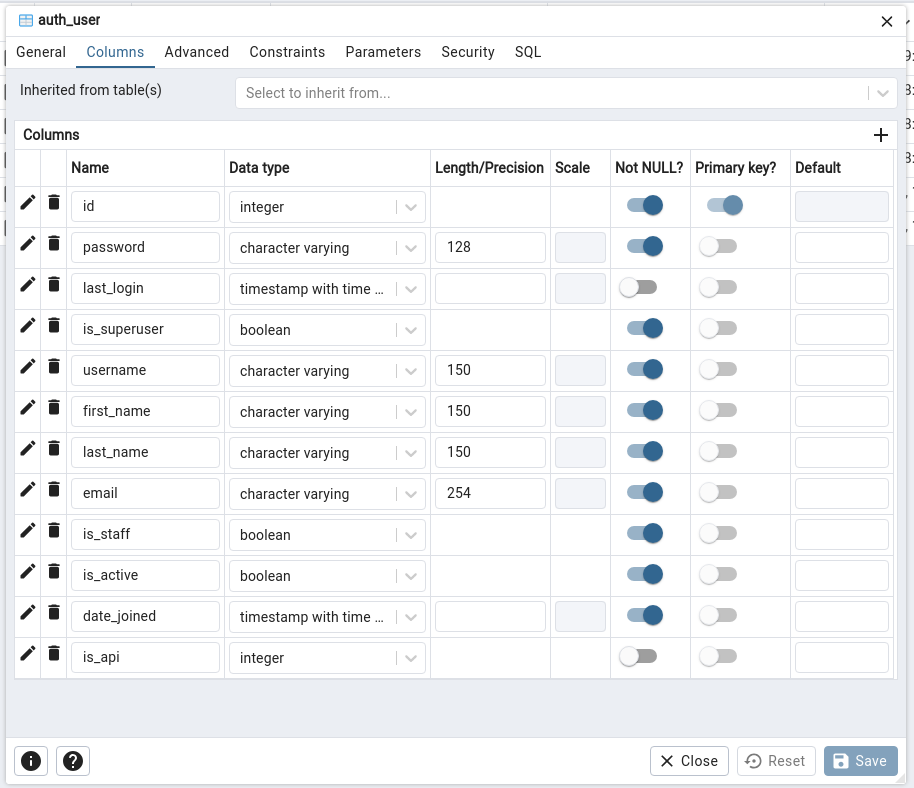 auth_user
General Columns Advanced Constraints Parameters Security SQL
Inherited from table(s) Select to inherit from...
Columns
Name Data type Length/Precision Scale Not NULL? Primary key? Default
id integer
password character varying 128
last_login timestamp with time ...
is_superuser boolean
username character varying 150
first_name character varying 150
last_name character varying 150
email character varying 254
is_staff boolean
is_active boolean
date_joined timestamp with time ...
is_api integer
Close Reset Save